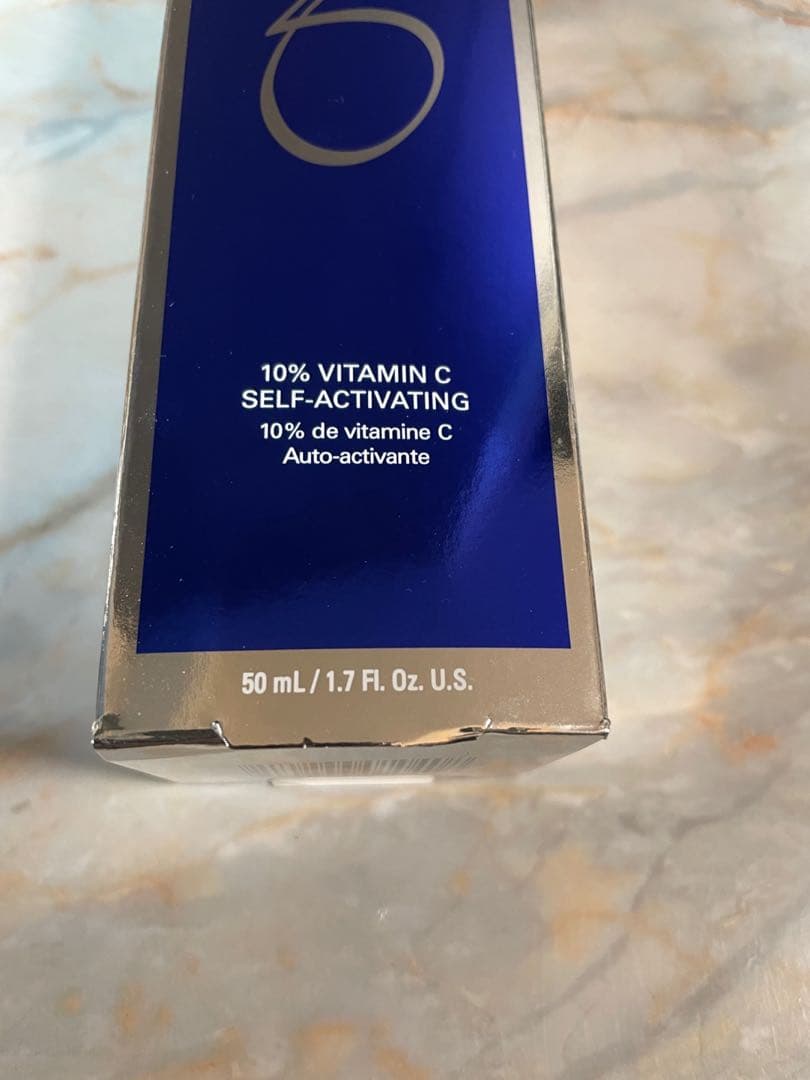 10% VITAMIN C
SELF-ACTIVATING
10% de vitamine C
Auto-activante
50 mL / 1.7 Fl. Oz. U.S.